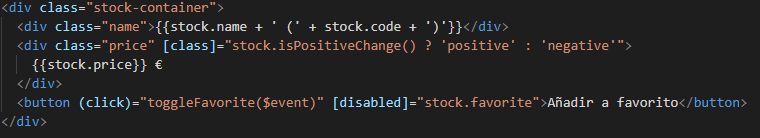 <div class="stock-container">
<div class="name">{{stock.name + ' (' + stock.code + ')'}}</div>
<div class="price" [class]="stock.isPositiveChange() ? 'positive' : 'negative'">
{{stock.price}} €
</div>
<button (click)="toggleFavorite($event)" [disabled]="stock.favorite">Añadir a favorito</button>
</div>